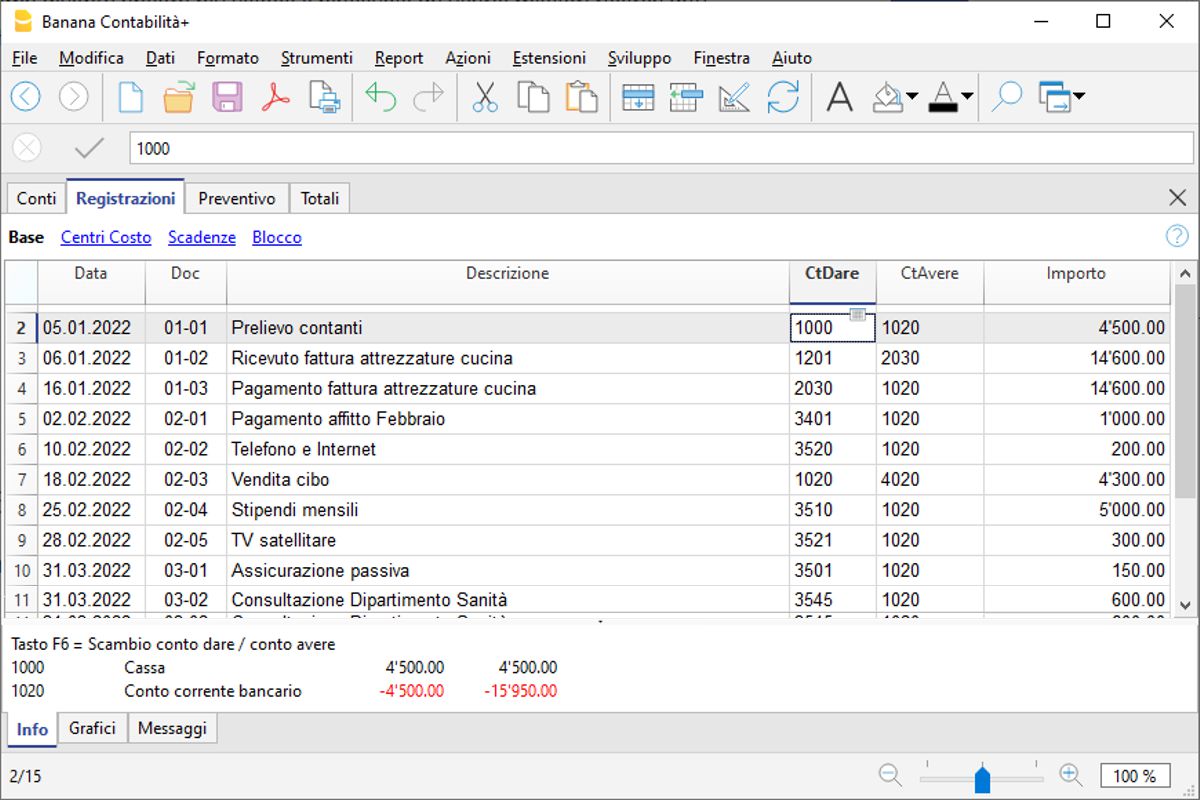 Banana Contabilità+
File Modifica Dati Formato Strumenti Report Azioni Estensioni Sviluppo Finestra Aiuto
1000
Conti Registrazioni Preventivo Totali
Base Centri Costo Scadenze Blocco
Data Doc Descrizione CtDare CtAvere Importo
2 05.01.2022 01-01 Prelievo contanti 1000 1020 4'500.00
3 06.01.2022 01-02 Ricevuto fattura attrezzature cucina 1201 2030 14'600.00
4 16.01.2022 01-03 Pagamento fattura attrezzature cucina 2030 1020 14'600.00
5 02.02.2022 02-01 Pagamento affitto Febbraio 3401 1020 1'000.00
6 10.02.2022 02-02 Telefono e Internet 3520 1020 200.00
7 18.02.2022 02-03 Vendita cibo 1020 4020 4'300.00
8 25.02.2022 02-04 Stipendi mensili 3510 1020 5'000.00
9 28.02.2022 02-05 TV satellitare 3521 1020 300.00
10 31.03.2022 03-01 Assicurazione passiva 3501 1020 150.00
11 31.03.2022 03-02 Consultazione Dipartimento Sanità 3545 1020 600.00
Tasto F6 = Scambio conto dare / conto avere
1000 Cassa 4'500.00 4'500.00
1020 Conto corrente bancario -4'500.00 -15'950.00
Info Grafici Messaggi
2/15 100 %